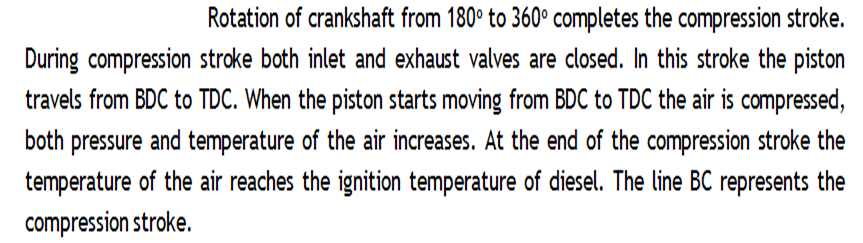 Rotation of crankshaft from 180º to 360º completes the compression stroke.
During compression stroke both inlet and exhaust valves are closed. In this stroke the piston
travels from BDC to TDC. When the piston starts moving from BDC to TDC the air is compressed,
both pressure and temperature of the air increases. At the end of the compression stroke the
temperature of the air reaches the ignition temperature of diesel. The line BC represents the
compression stroke.